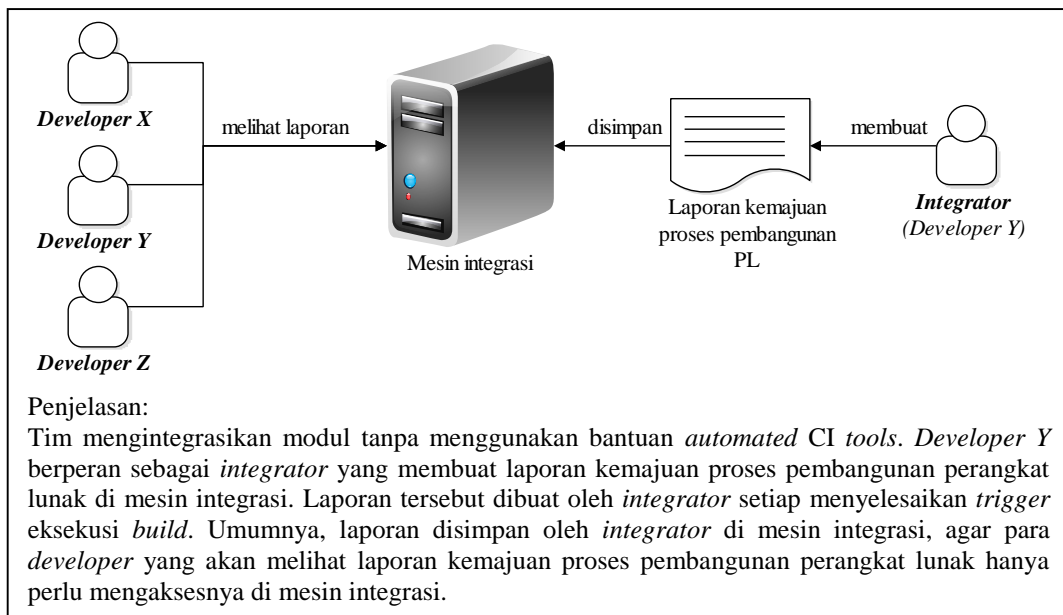 Developer X
melihat laporan
disimpan
membuat
Developer Y
Integrator
(Developer Y)
Laporan kemajuan
proses pembangunan
PL
Mesin integrasi
Developer Z
Penjelasan:
Tim mengintegrasikan modul tanpa menggunakan bantuan automated CI tools. Developer Y
berperan sebagai integrator yang membuat laporan kemajuan proses pembangunan perangkat
lunak di mesin integrasi. Laporan tersebut dibuat oleh integrator setiap menyelesaikan trigger
eksekusi build. Umumnya, laporan disimpan oleh integrator di mesin integrasi, agar para
developer yang akan melihat laporan kemajuan proses pembangunan perangkat lunak hanya
perlu mengaksesnya di mesin integrasi.